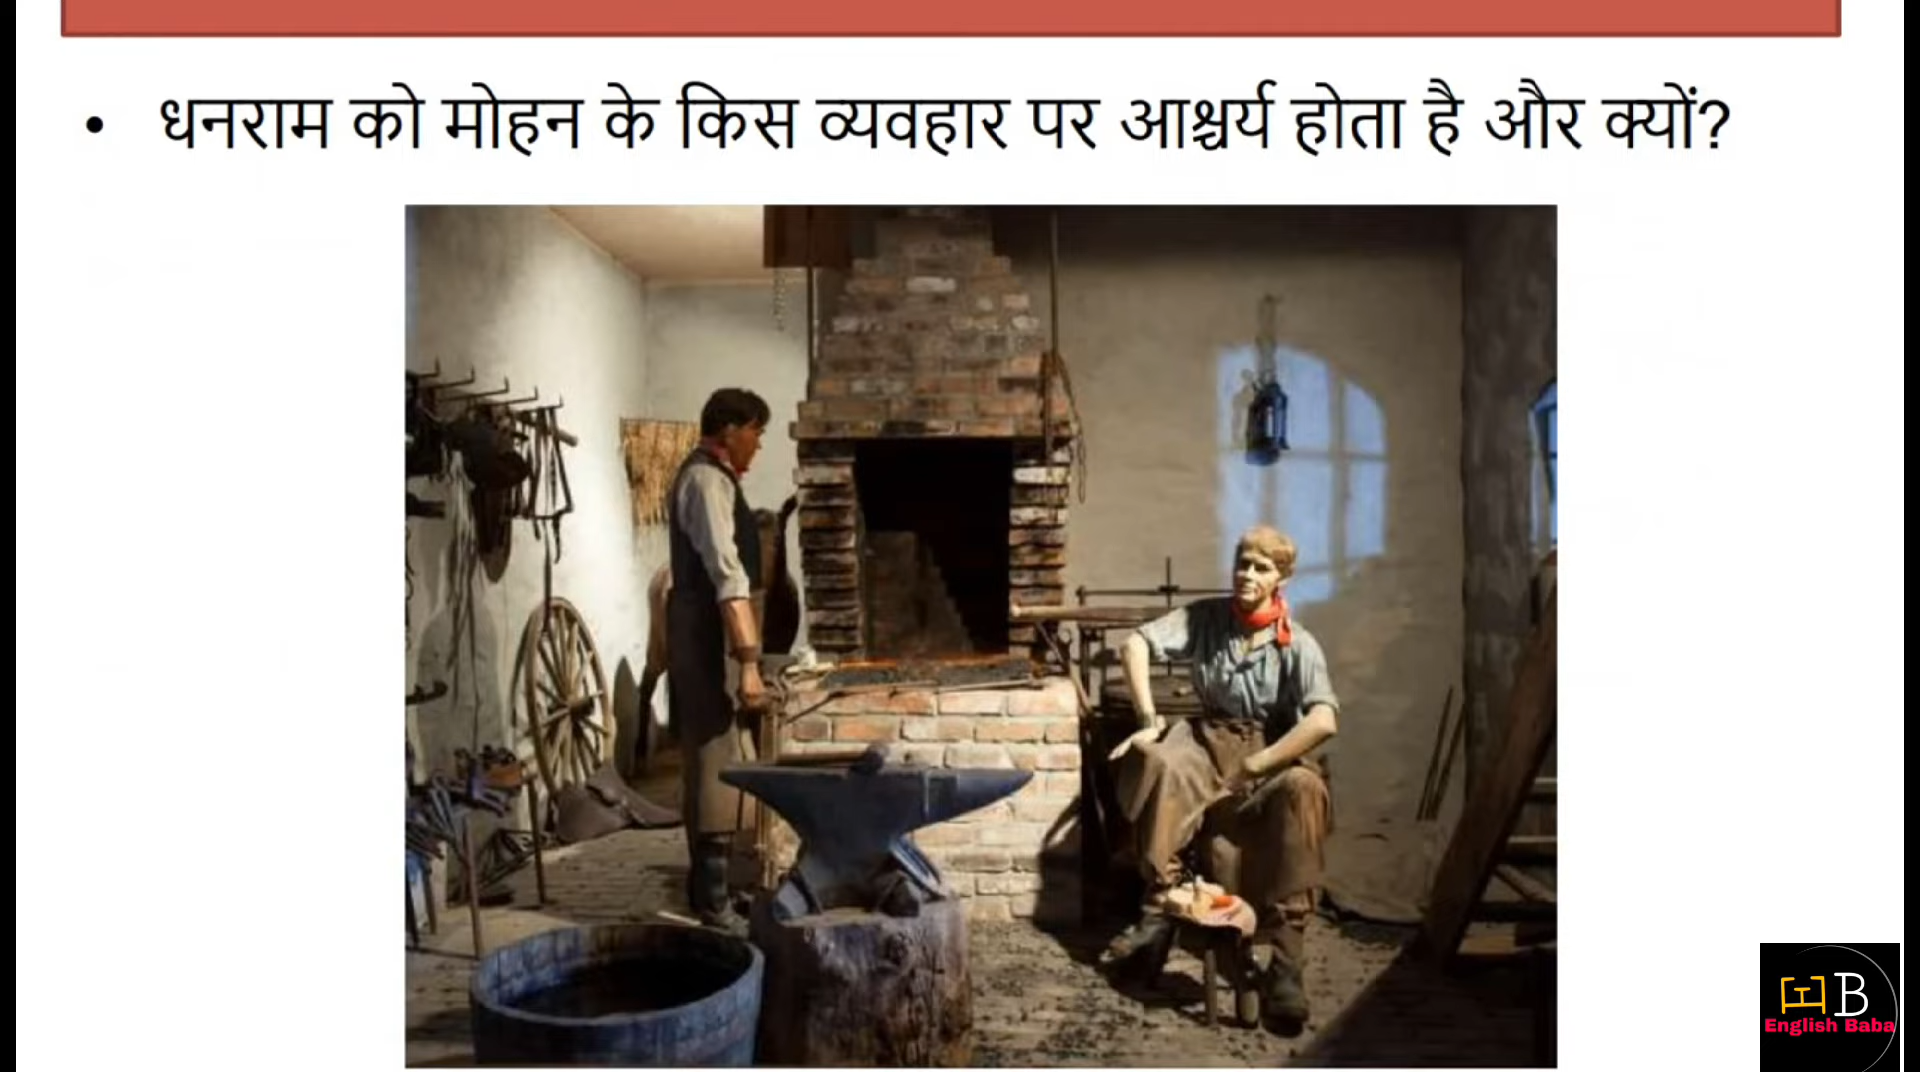 • धनराम को मोहन के किस व्यवहार पर आश्चर्य होता है और क्यों?
B
English Baba